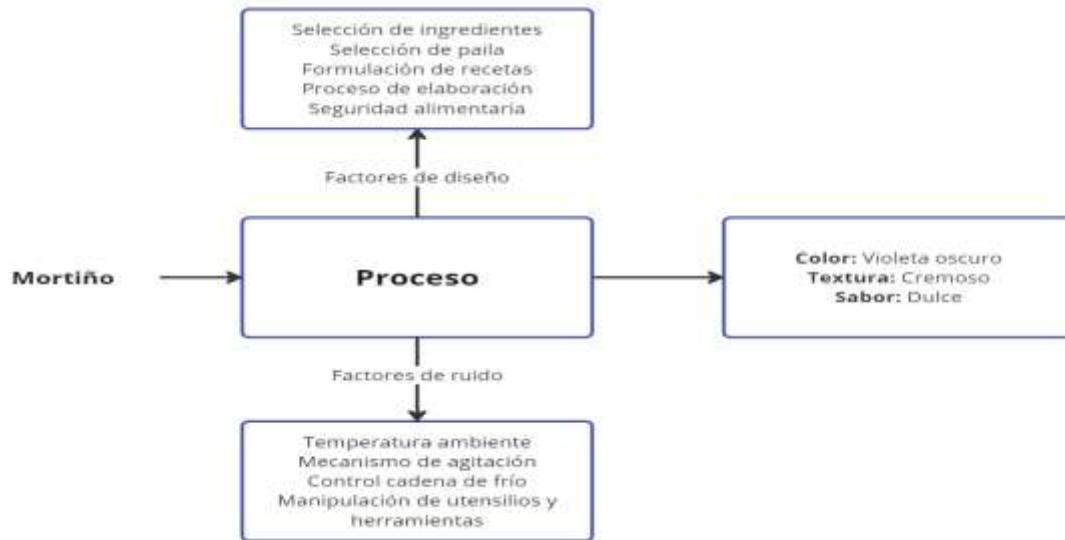 Selección de ingredientes
Selección de paila
Formulación de recetas
Proceso de elaboración
Seguridad alimentaria
Factores de diseño
Mortiño
Proceso
Color: Violeta oscuro
Textura: Cremoso
Sabor: Dulce
Factores de ruido
Temperatura ambiente
Mecanismo de agitación
Control cadena de frío
Manipulación de utensilios y
herramientas